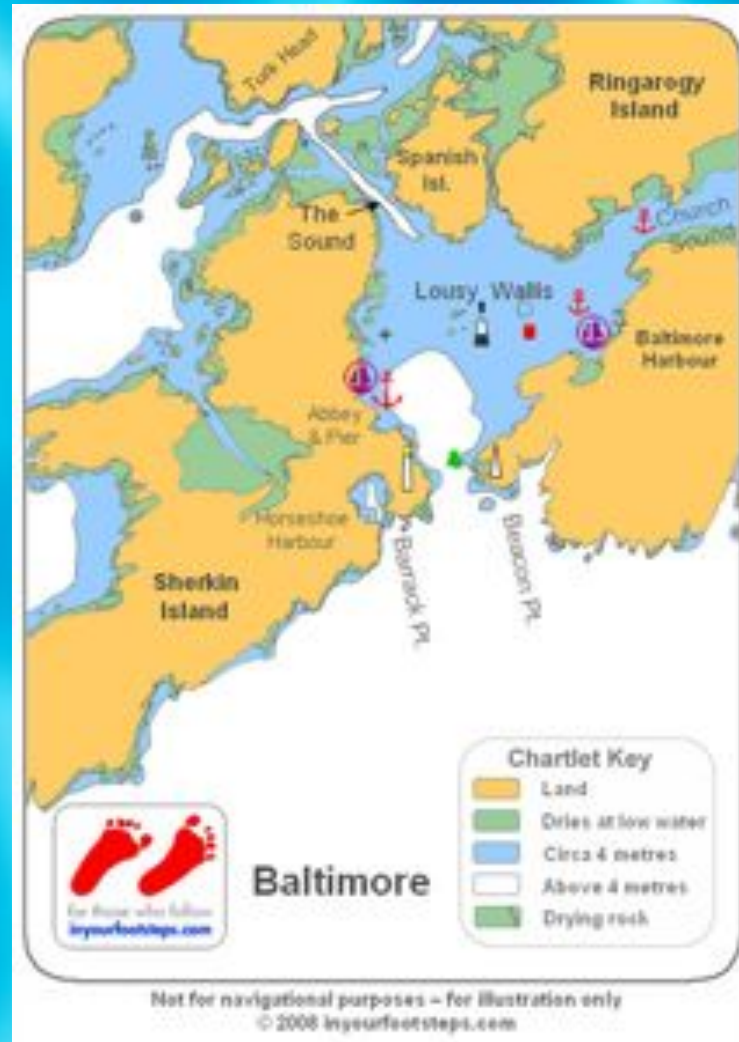 Turk Head
Ringarogy
Island
Spanish
Isl.
The
Sound
Church
Sound
Lousy Wallis
Baltimore
Harbour
Abbey
& Pier
Horseshoe
Harbour
Barrack Pt.
Beacon Pt.
Sherkin
Island
Chartlet Key
Land
Dries at low water
Circa 4 metres
Above 4 metres
Drying rock
for those who follow
inyourfootsteps.com
Baltimore
Not for navigational purposes – for illustration only
© 2008 inyourfootsteps.com